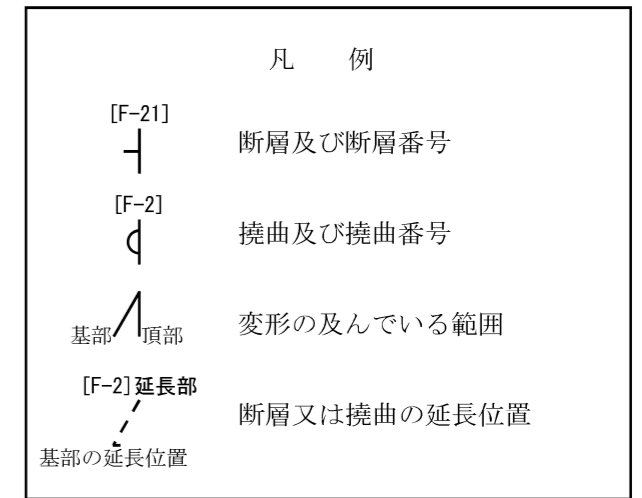 凡　例
[F-21]
断層及び断層番号
[F-2]
撓曲及び撓曲番号
基部 頂部
変形の及んでいる範囲
[F-2]延長部
断層又は撓曲の延長位置
基部の延長位置